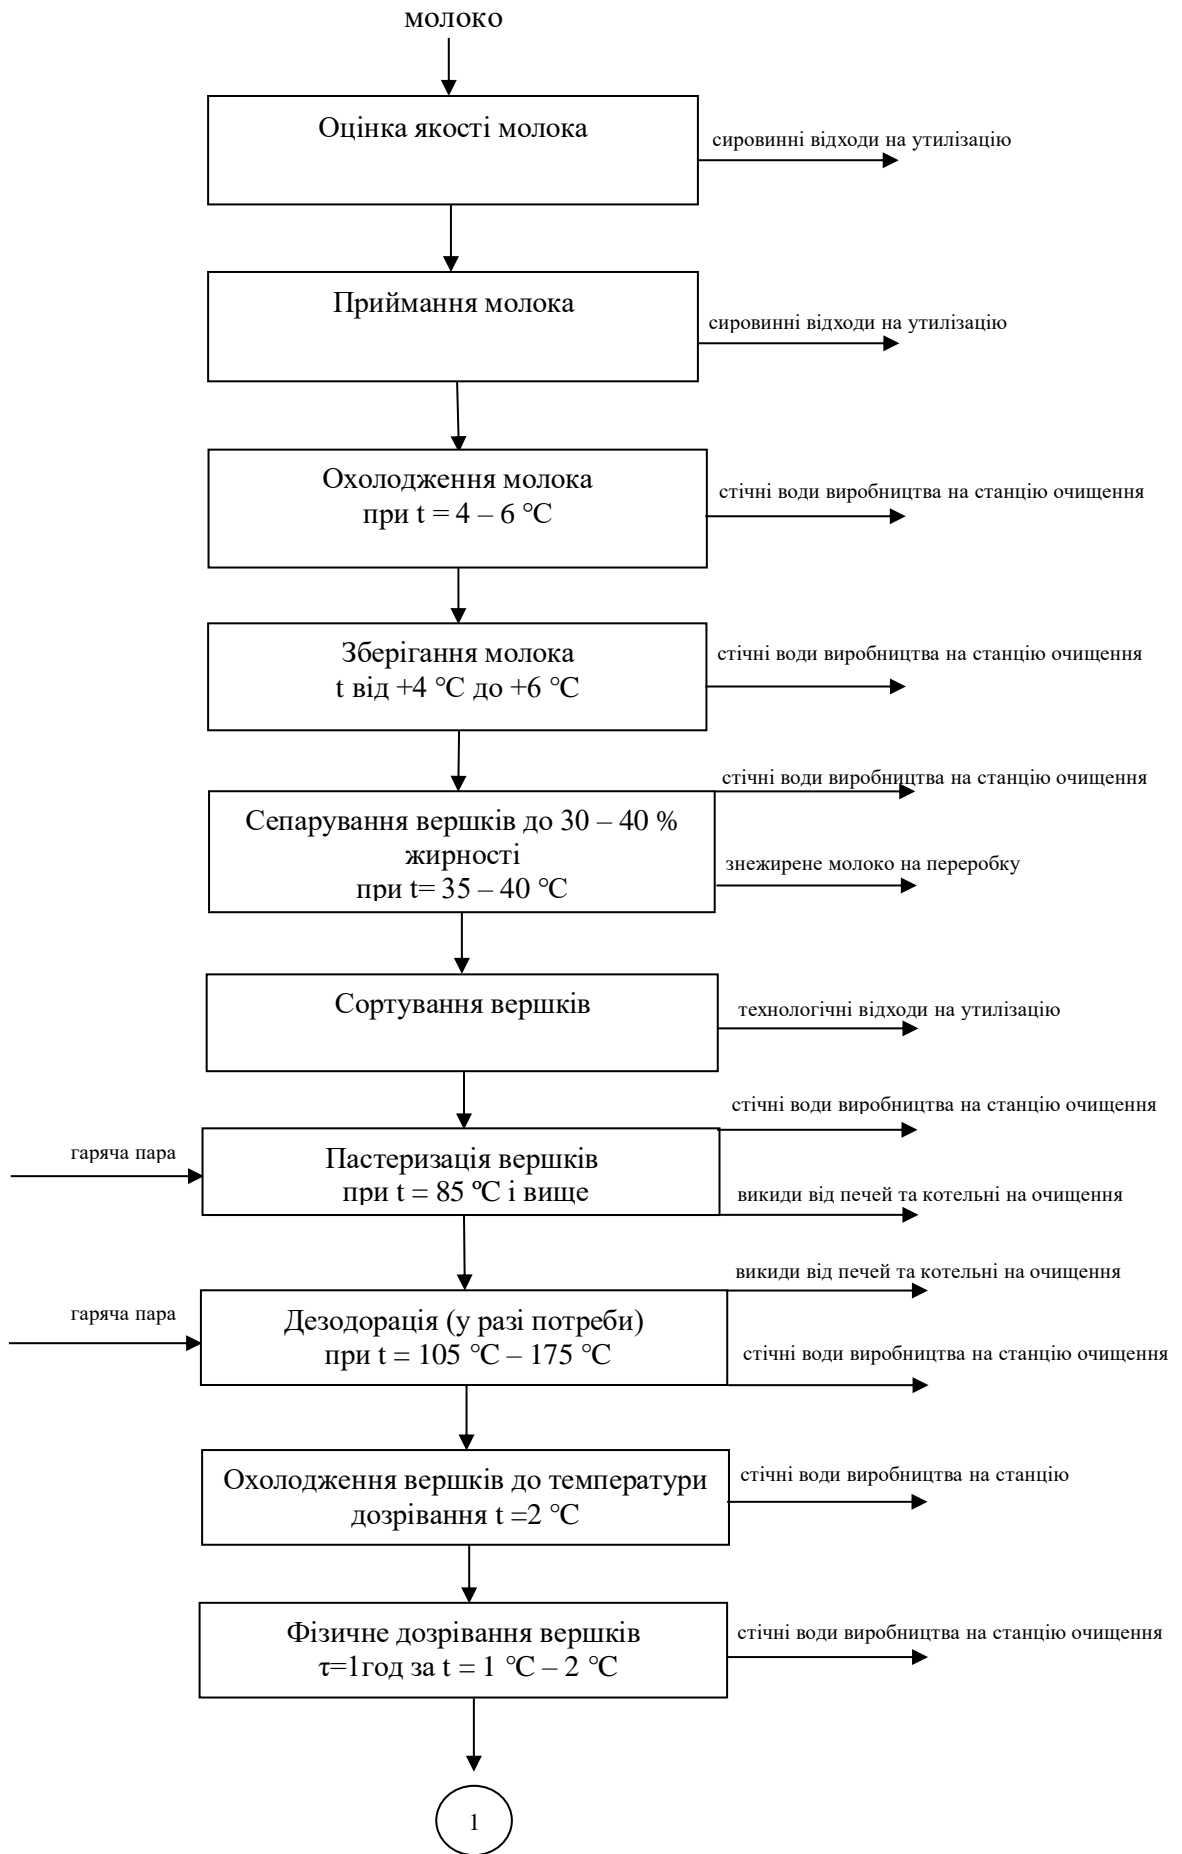 молоко
Оцінка якості молока
сировинні відходи на утилізацію
Приймання молока
сировинні відходи на утилізацію
Охолодження молока
при t = 4 – 6 °С
стічні води виробництва на станцію очищення
Зберігання молока
t від +4 °С до +6 °С
стічні води виробництва на станцію очищення
стічні води виробництва на станцію очищення
Сепарування вершків до 30 – 40 %
жирності
при t= 35 – 40 °С
знежирене молоко на переробку
Сортування вершків
технологічні відходи на утилізацію
стічні води виробництва на станцію очищення
гаряча пара
Пастеризація вершків
при t = 85 ºС і вище
викиди від печей та котельні на очищення
викиди від печей та котельні на очищення
гаряча пара
Дезодорація (у разі потреби)
при t = 105 °С – 175 °С
стічні води виробництва на станцію очищення
Охолодження вершків до температури
дозрівання t =2 °С
стічні води виробництва на станцію
Фізичне дозрівання вершків
τ=1год за t = 1 °С – 2 °С
стічні води виробництва на станцію очищення
1